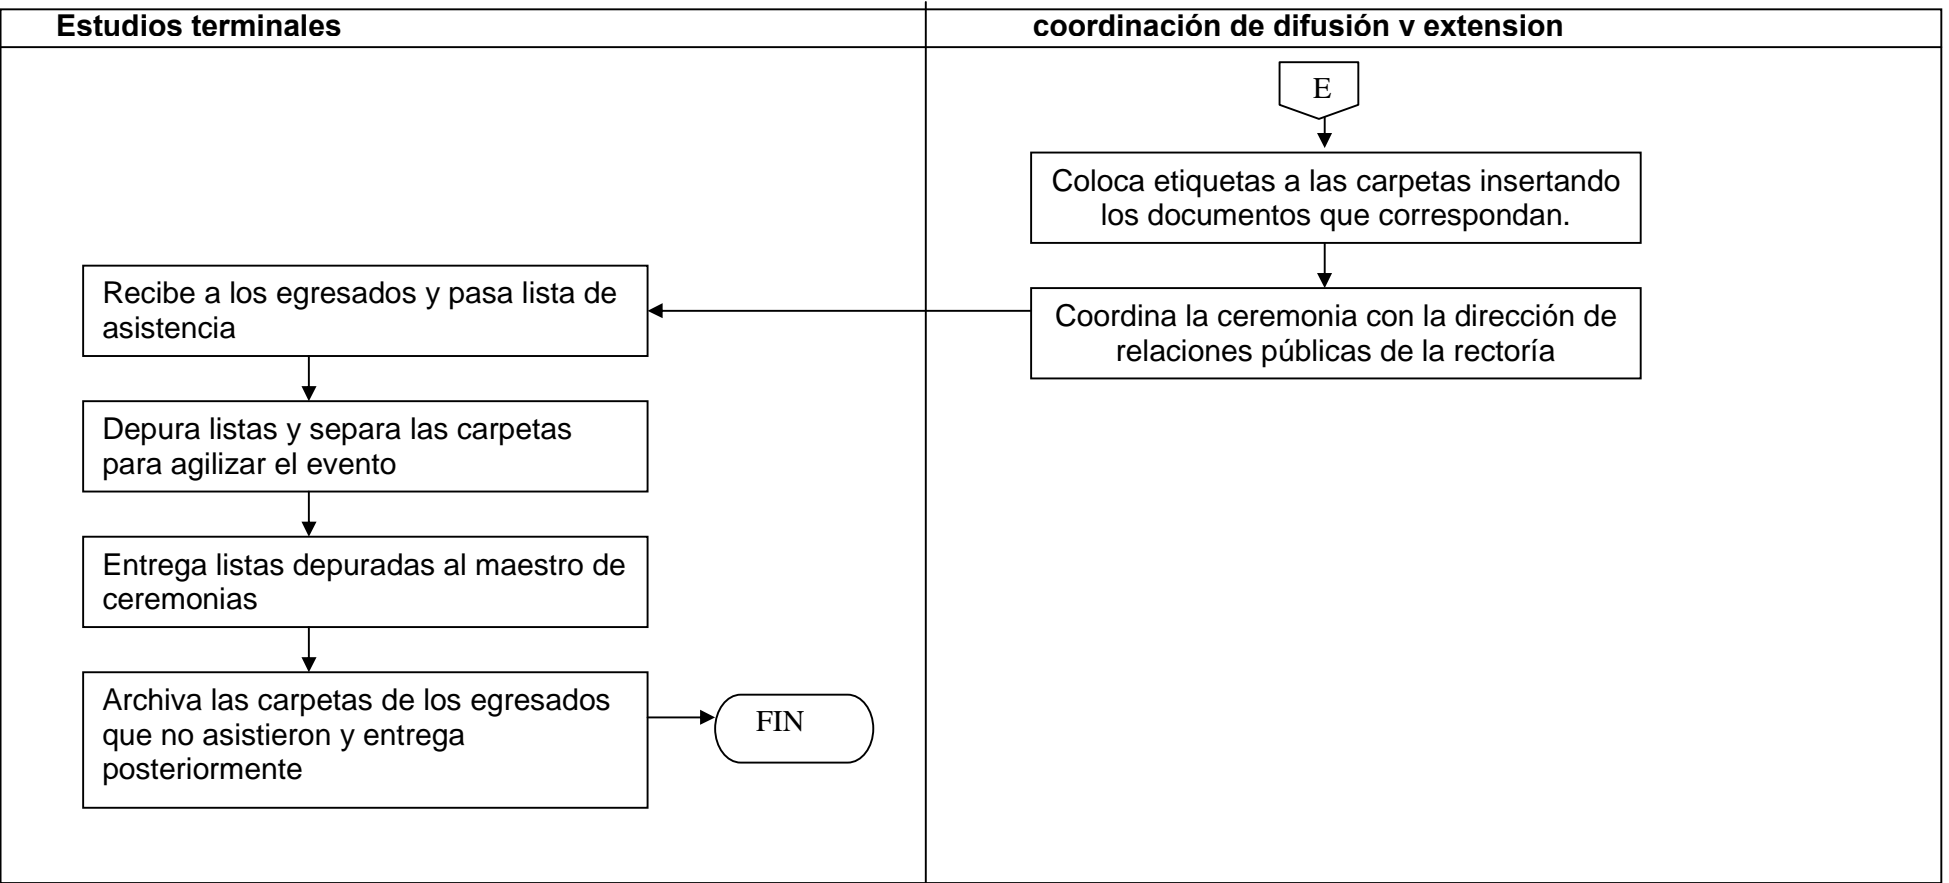 Estudios terminales
coordinación de difusión y extension
E
Coloca etiquetas a las carpetas insertando
los documentos que correspondan.
Coordina la ceremonia con la dirección de
relaciones públicas de la rectoría
Recibe a los egresados y pasa lista de
asistencia
Depura listas y separa las carpetas
para agilizar el evento
Entrega listas depuradas al maestro de
ceremonias
Archiva las carpetas de los egresados
que no asistieron y entrega
posteriormente
FIN